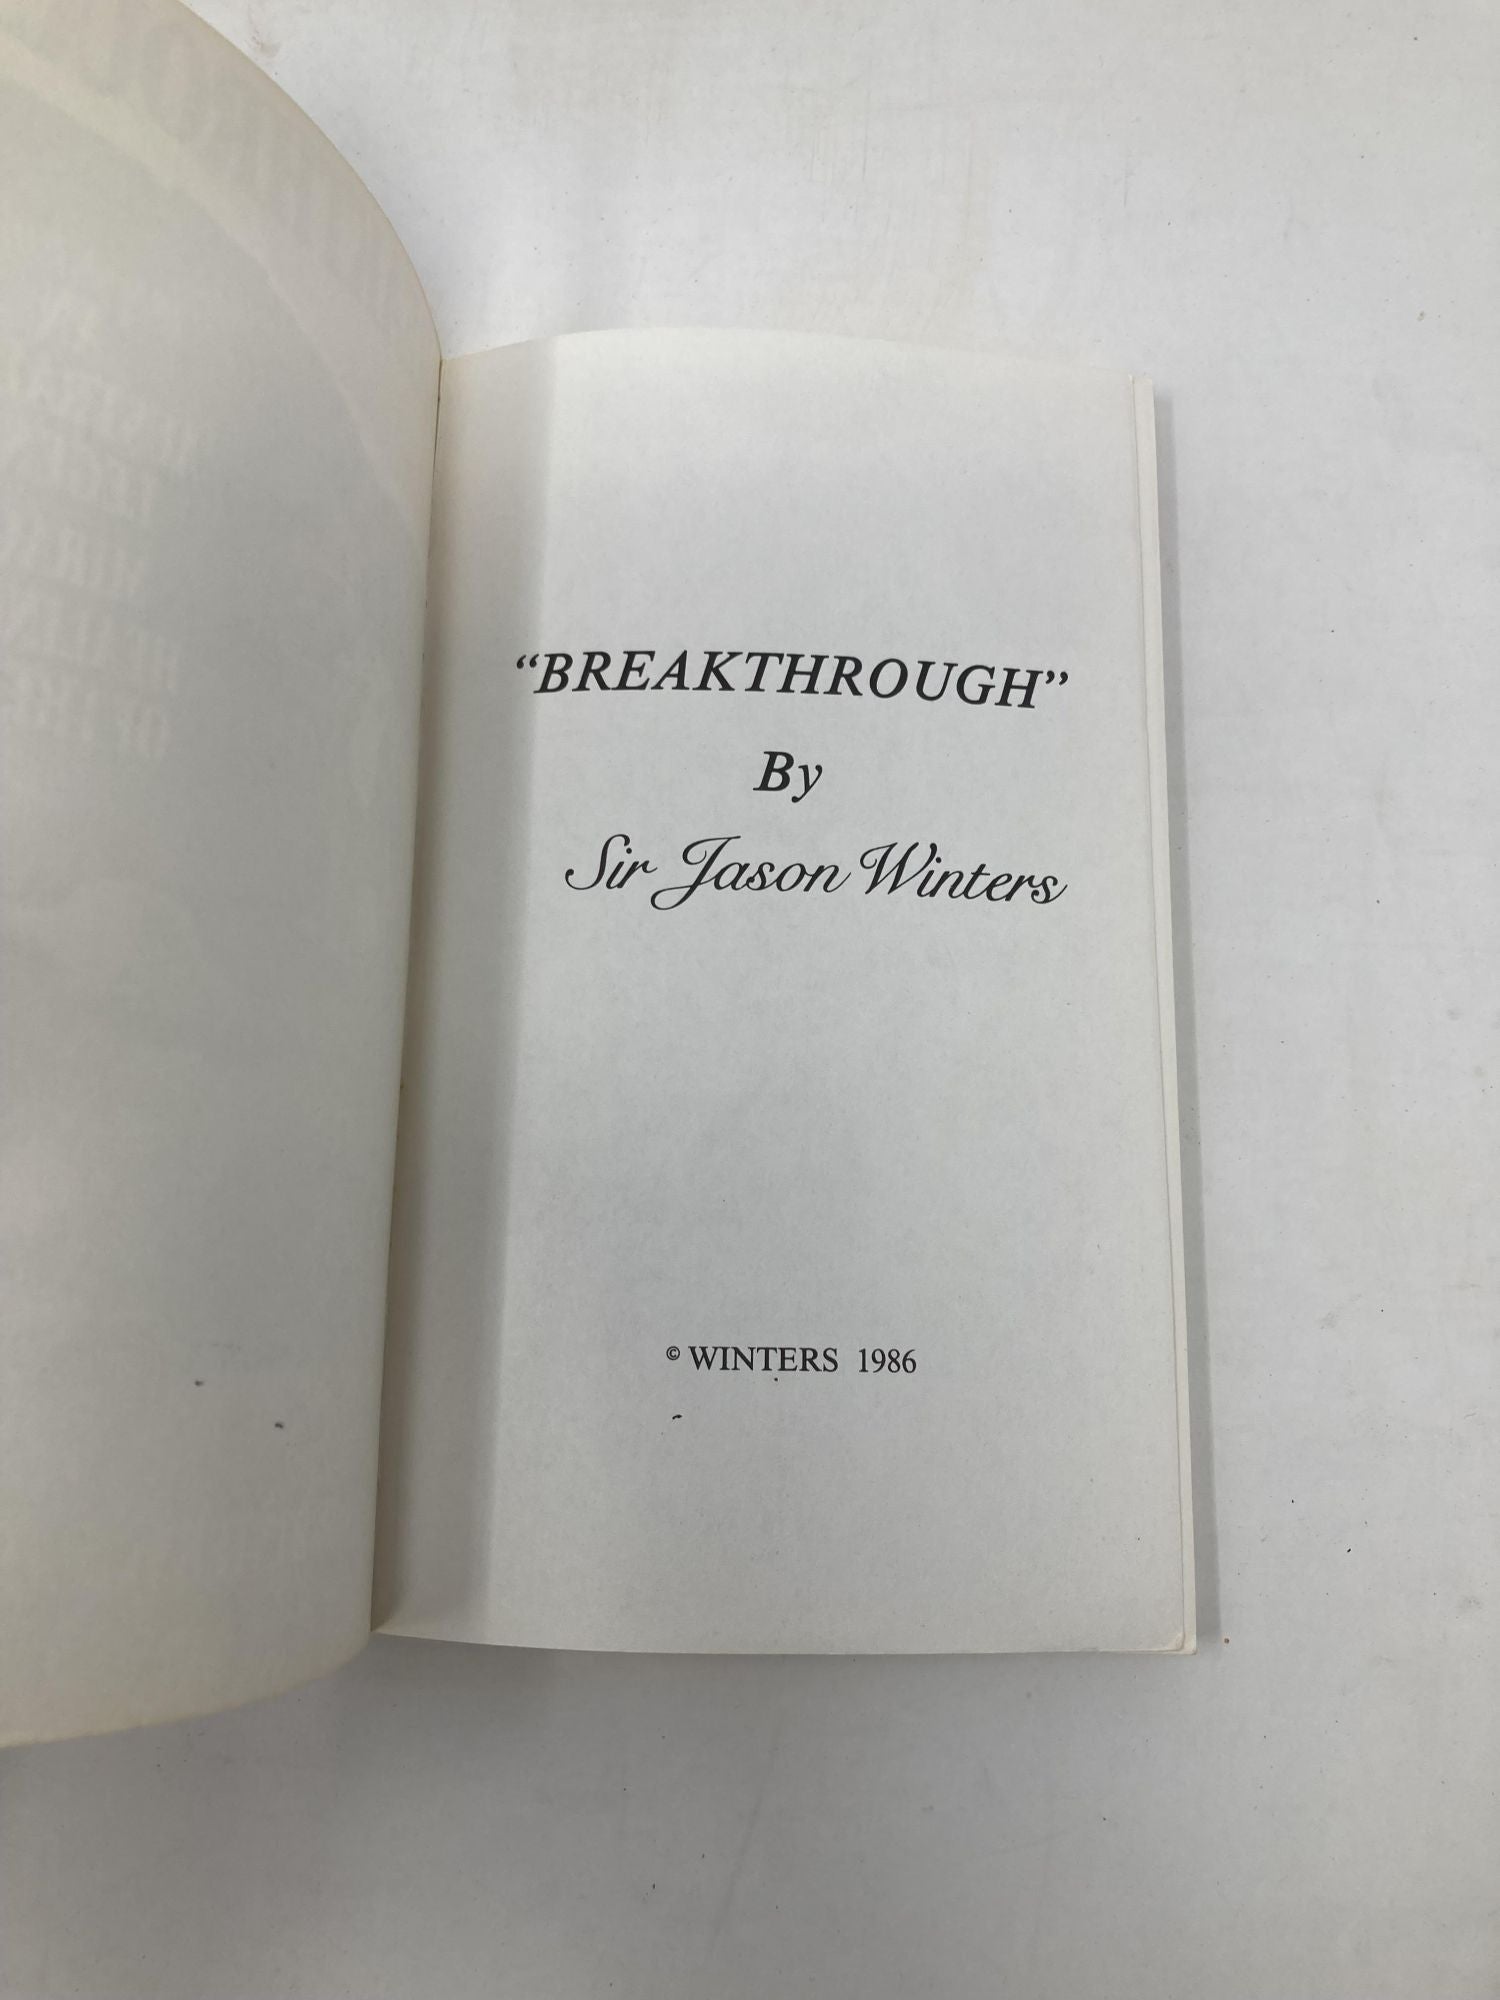 “BREAKTHROUGH”
By
Sir Jason Winters
© WINTERS 1986